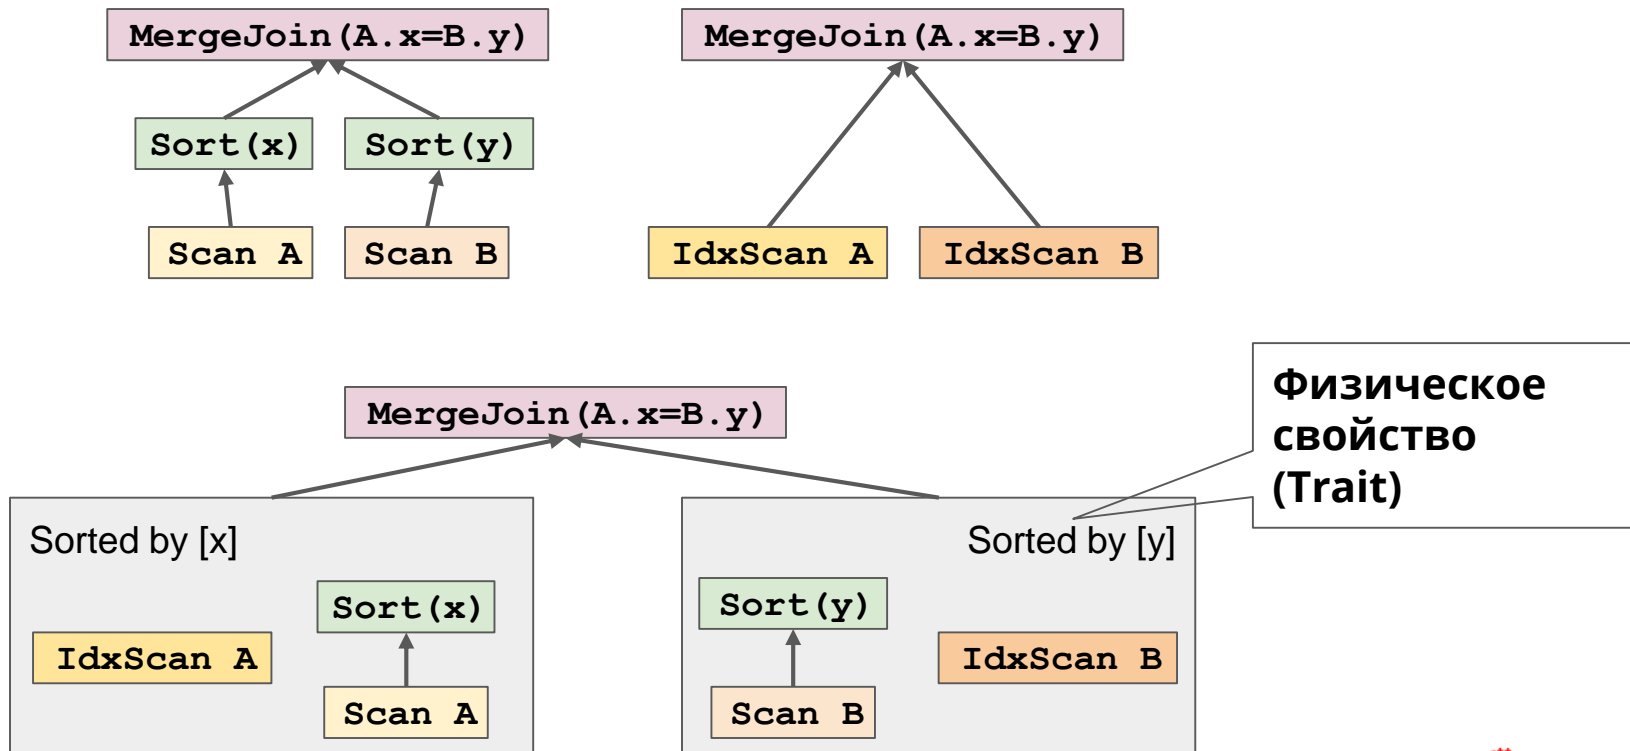 MergeJoin(A.x=B.y)
MergeJoin(A.x=B.y)
Sort(x)
Sort(y)
Scan A
Scan B
IdxScan A
IdxScan B
MergeJoin(A.x=B.y)
Физическое
свойство
(Trait)
Sorted by [x]
Sort(x)
IdxScan A
Scan A
Sorted by [y]
Sort(y)
IdxScan B
Scan B